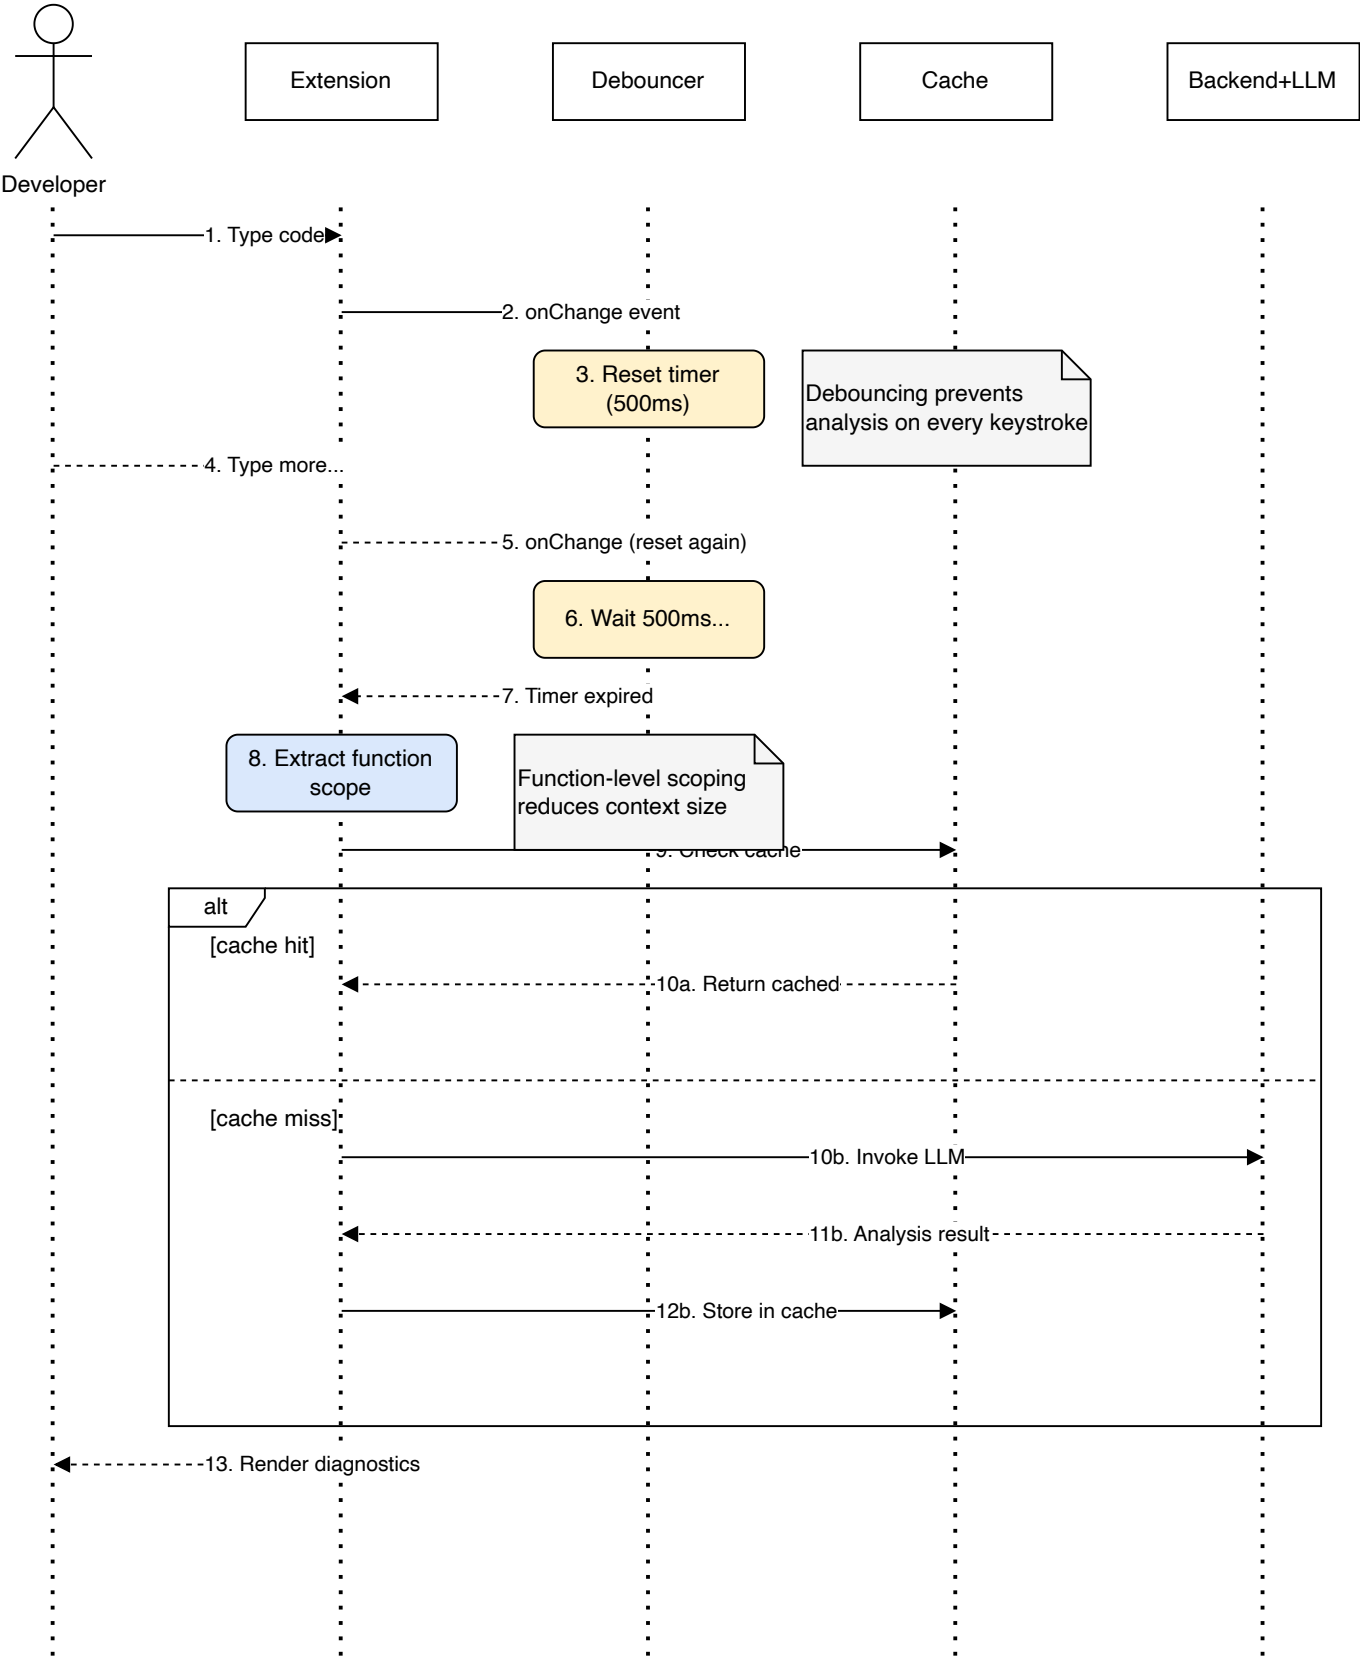 Extension
Debouncer
Cache
Backend+LLM
Developer
1. Type code
2. onChange event
3. Reset timer
(500ms)
Debouncing prevents
analysis on every keystroke
4. Type more...
5. onChange (reset again)
6. Wait 500ms...
7. Timer expired
8. Extract function
scope
Function-level scoping
reduces context size
9. Check cache
alt
[cache hit]
10a. Return cached
[cache miss]
10b. Invoke LLM
11b. Analysis result
12b. Store in cache
13. Render diagnostics